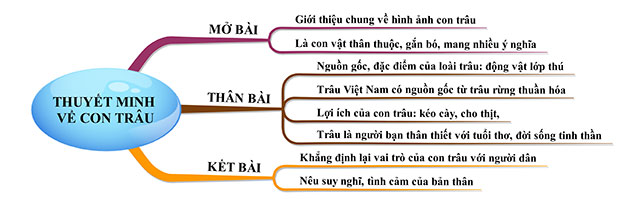 THUYẾT MINH
VỀ CON TRÂU
MỞ BÀI
Giới thiệu chung về hình ảnh con trâu
Là con vật thân thuộc, gắn bó, mang nhiều ý nghĩa
THÂN BÀI
Nguồn gốc, đặc điểm của loài trâu: động vật lớp thú
Trâu Việt Nam có nguồn gốc từ trâu rừng thuần hóa
Lợi ích của con trâu: kéo cày, cho thịt,
Trâu là người bạn thân thiết với tuổi thơ, đời sống tinh thần
KẾT BÀI
Khẳng định lại vai trò của con trâu với người dân
Nêu suy nghĩ, tình cảm của bản thân